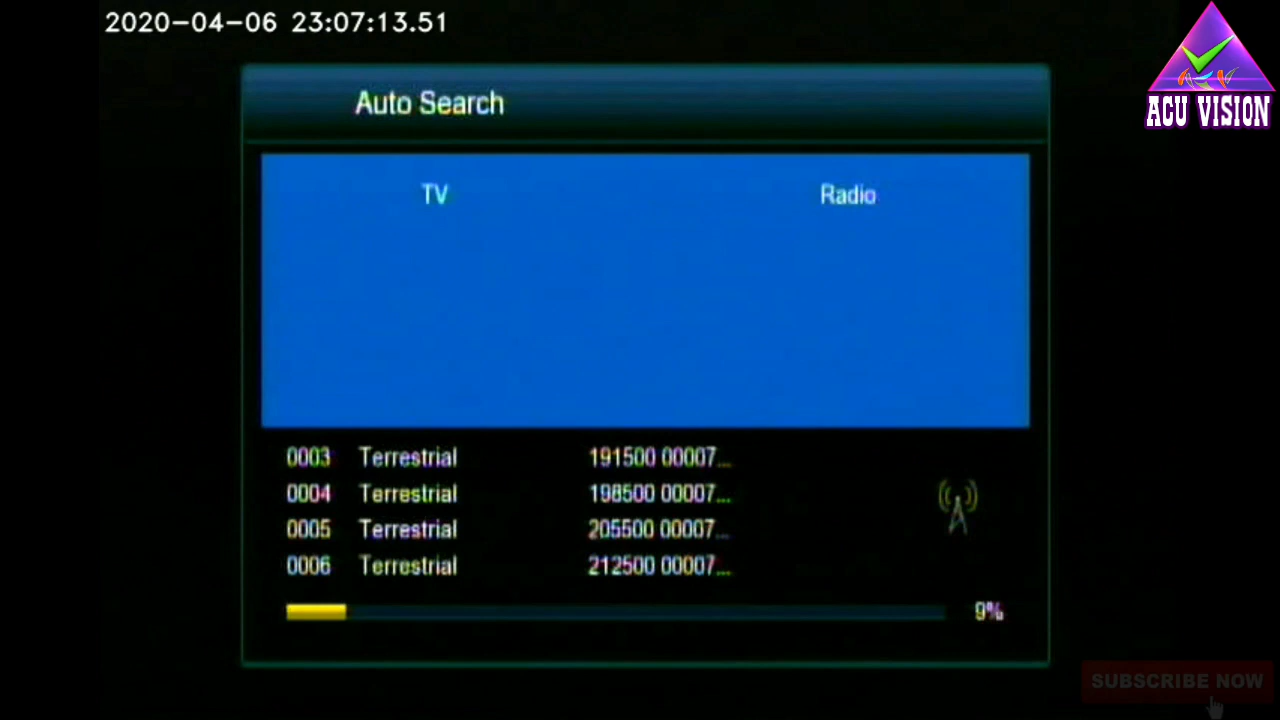 2020-04-06 23:07:13.51
ACU VISION
Auto Search
TV Radio
0003 Terrestrial 191500 00007...
0004 Terrestrial 198500 00007...
0005 Terrestrial 205500 00007...
0006 Terrestrial 212500 00007...
9%
SUBSCRIBE NOW